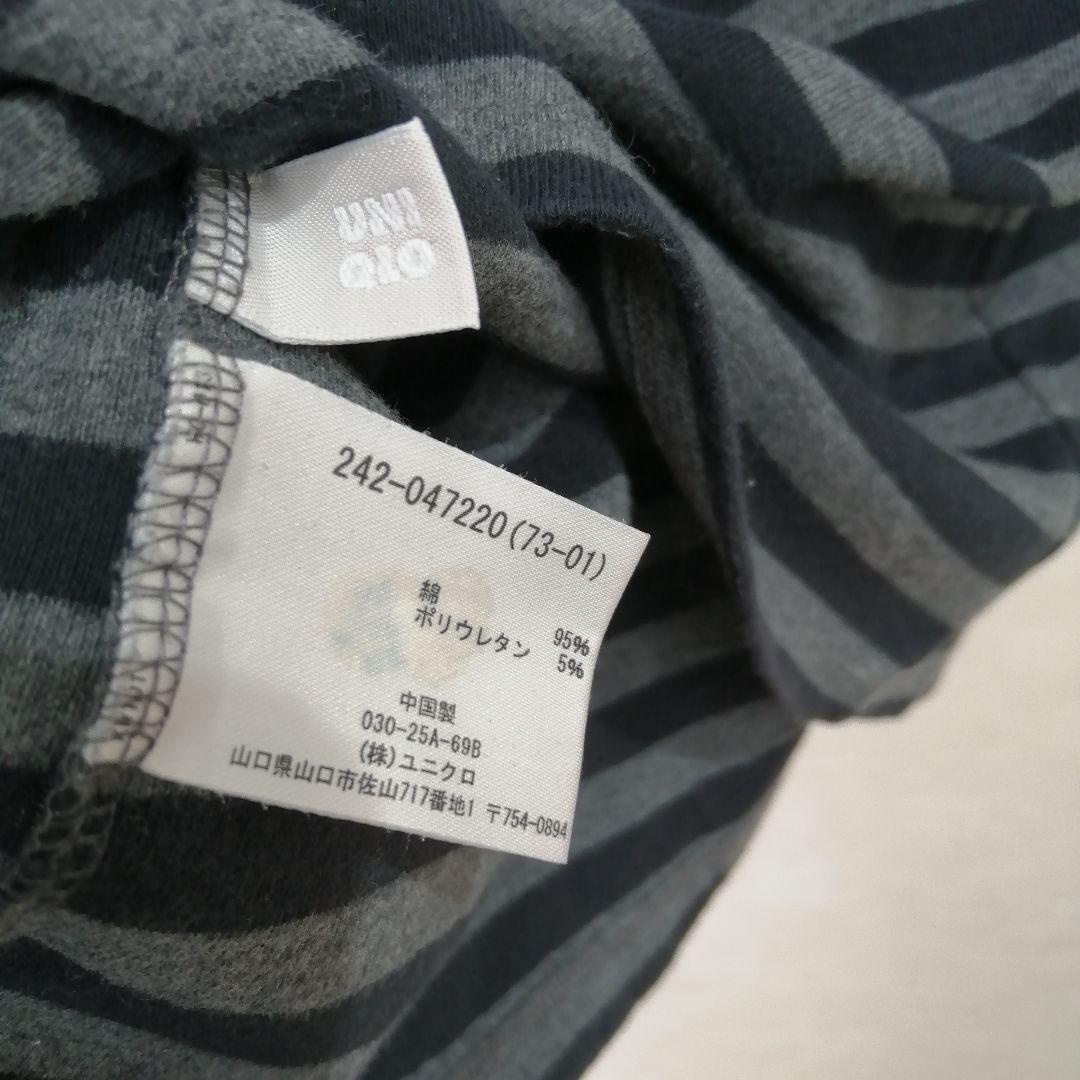 UNI
QLO
242-047220(73-01)
綿 95%
ポリウレタン 5%
中国製
030-25A-69B
(株)ユニクロ
山口県山口市佐山717番地1 〒754-0894